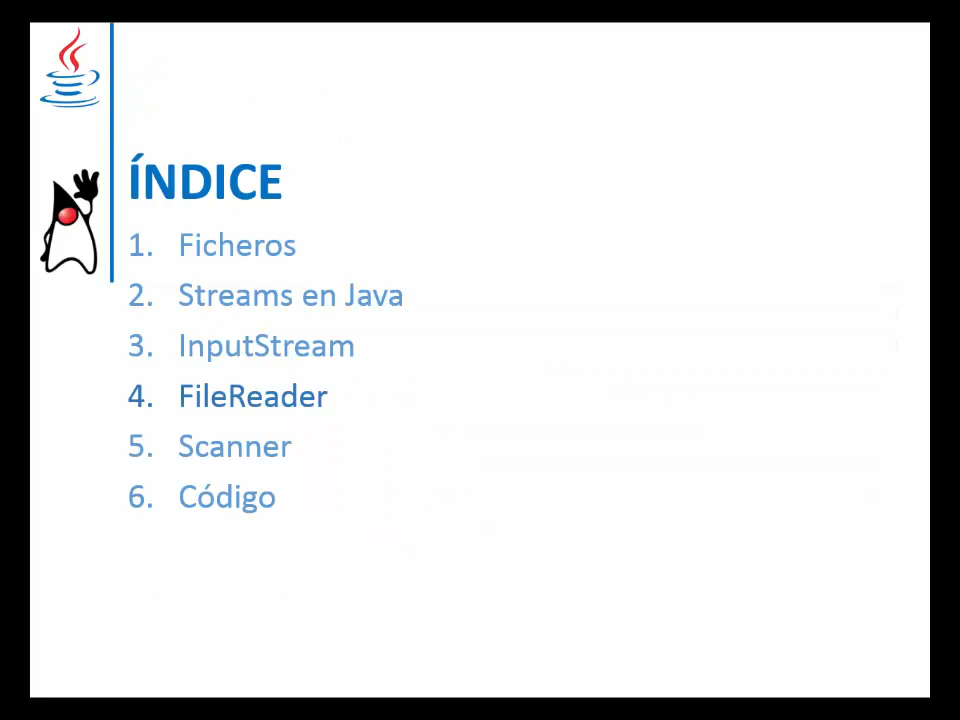 ÍNDICE
1. Ficheros
2. Streams en Java
3. InputStream
4. FileReader
5. Scanner
6. Código